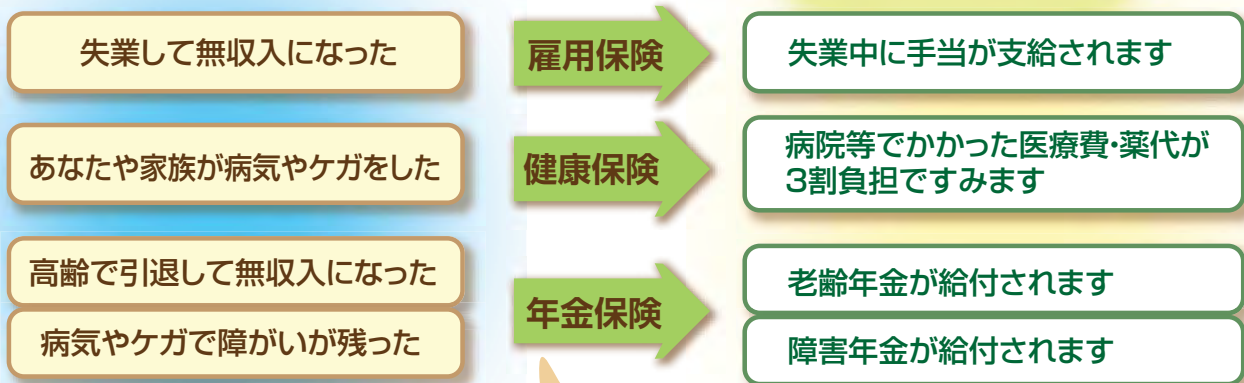 失業して無収入になった
雇用保険
失業中に手当が支給されます
あなたや家族が病気やケガをした
健康保険
病院等でかかった医療費・薬代が
3割負担ですみます
高齢で引退して無収入になった
病気やケガで障がいが残った
年金保険
老齢年金が給付されます
障害年金が給付されます